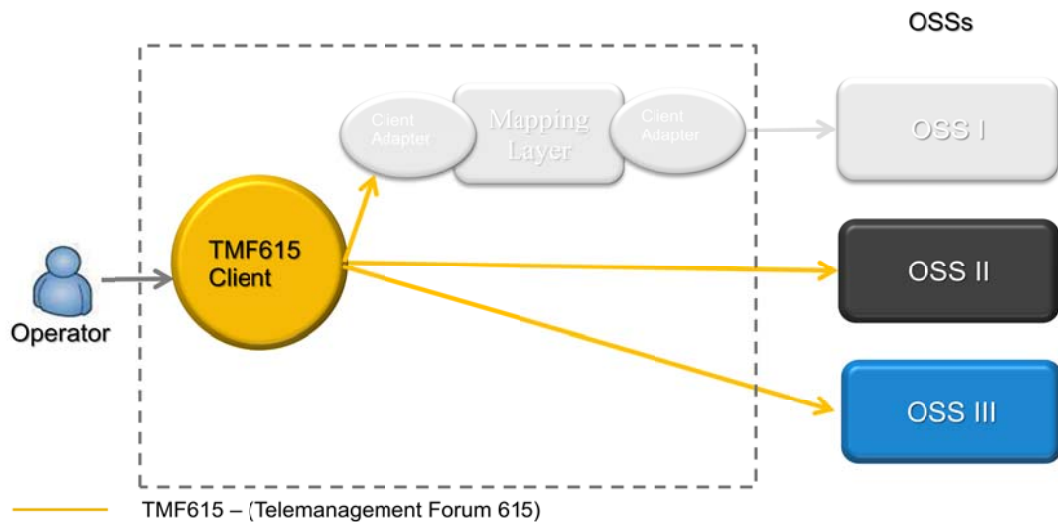 OSSs
Client
Adapter
Mapping
Layer
Client
Adapter
OSS I
TMF615
Client
OSS II
Operator
OSS III
TMF615 – (Telemanagement Forum 615)